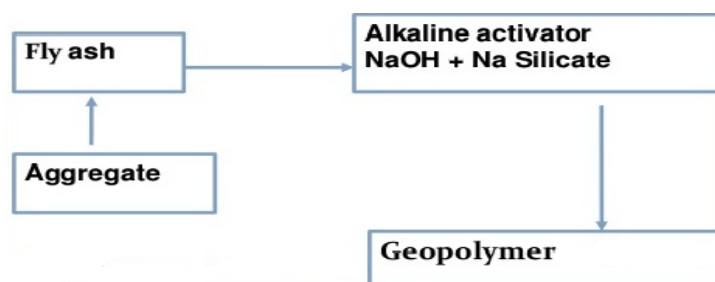 Fly ash
Alkaline activator
NaOH + Na Silicate
Aggregate
Geopolymer